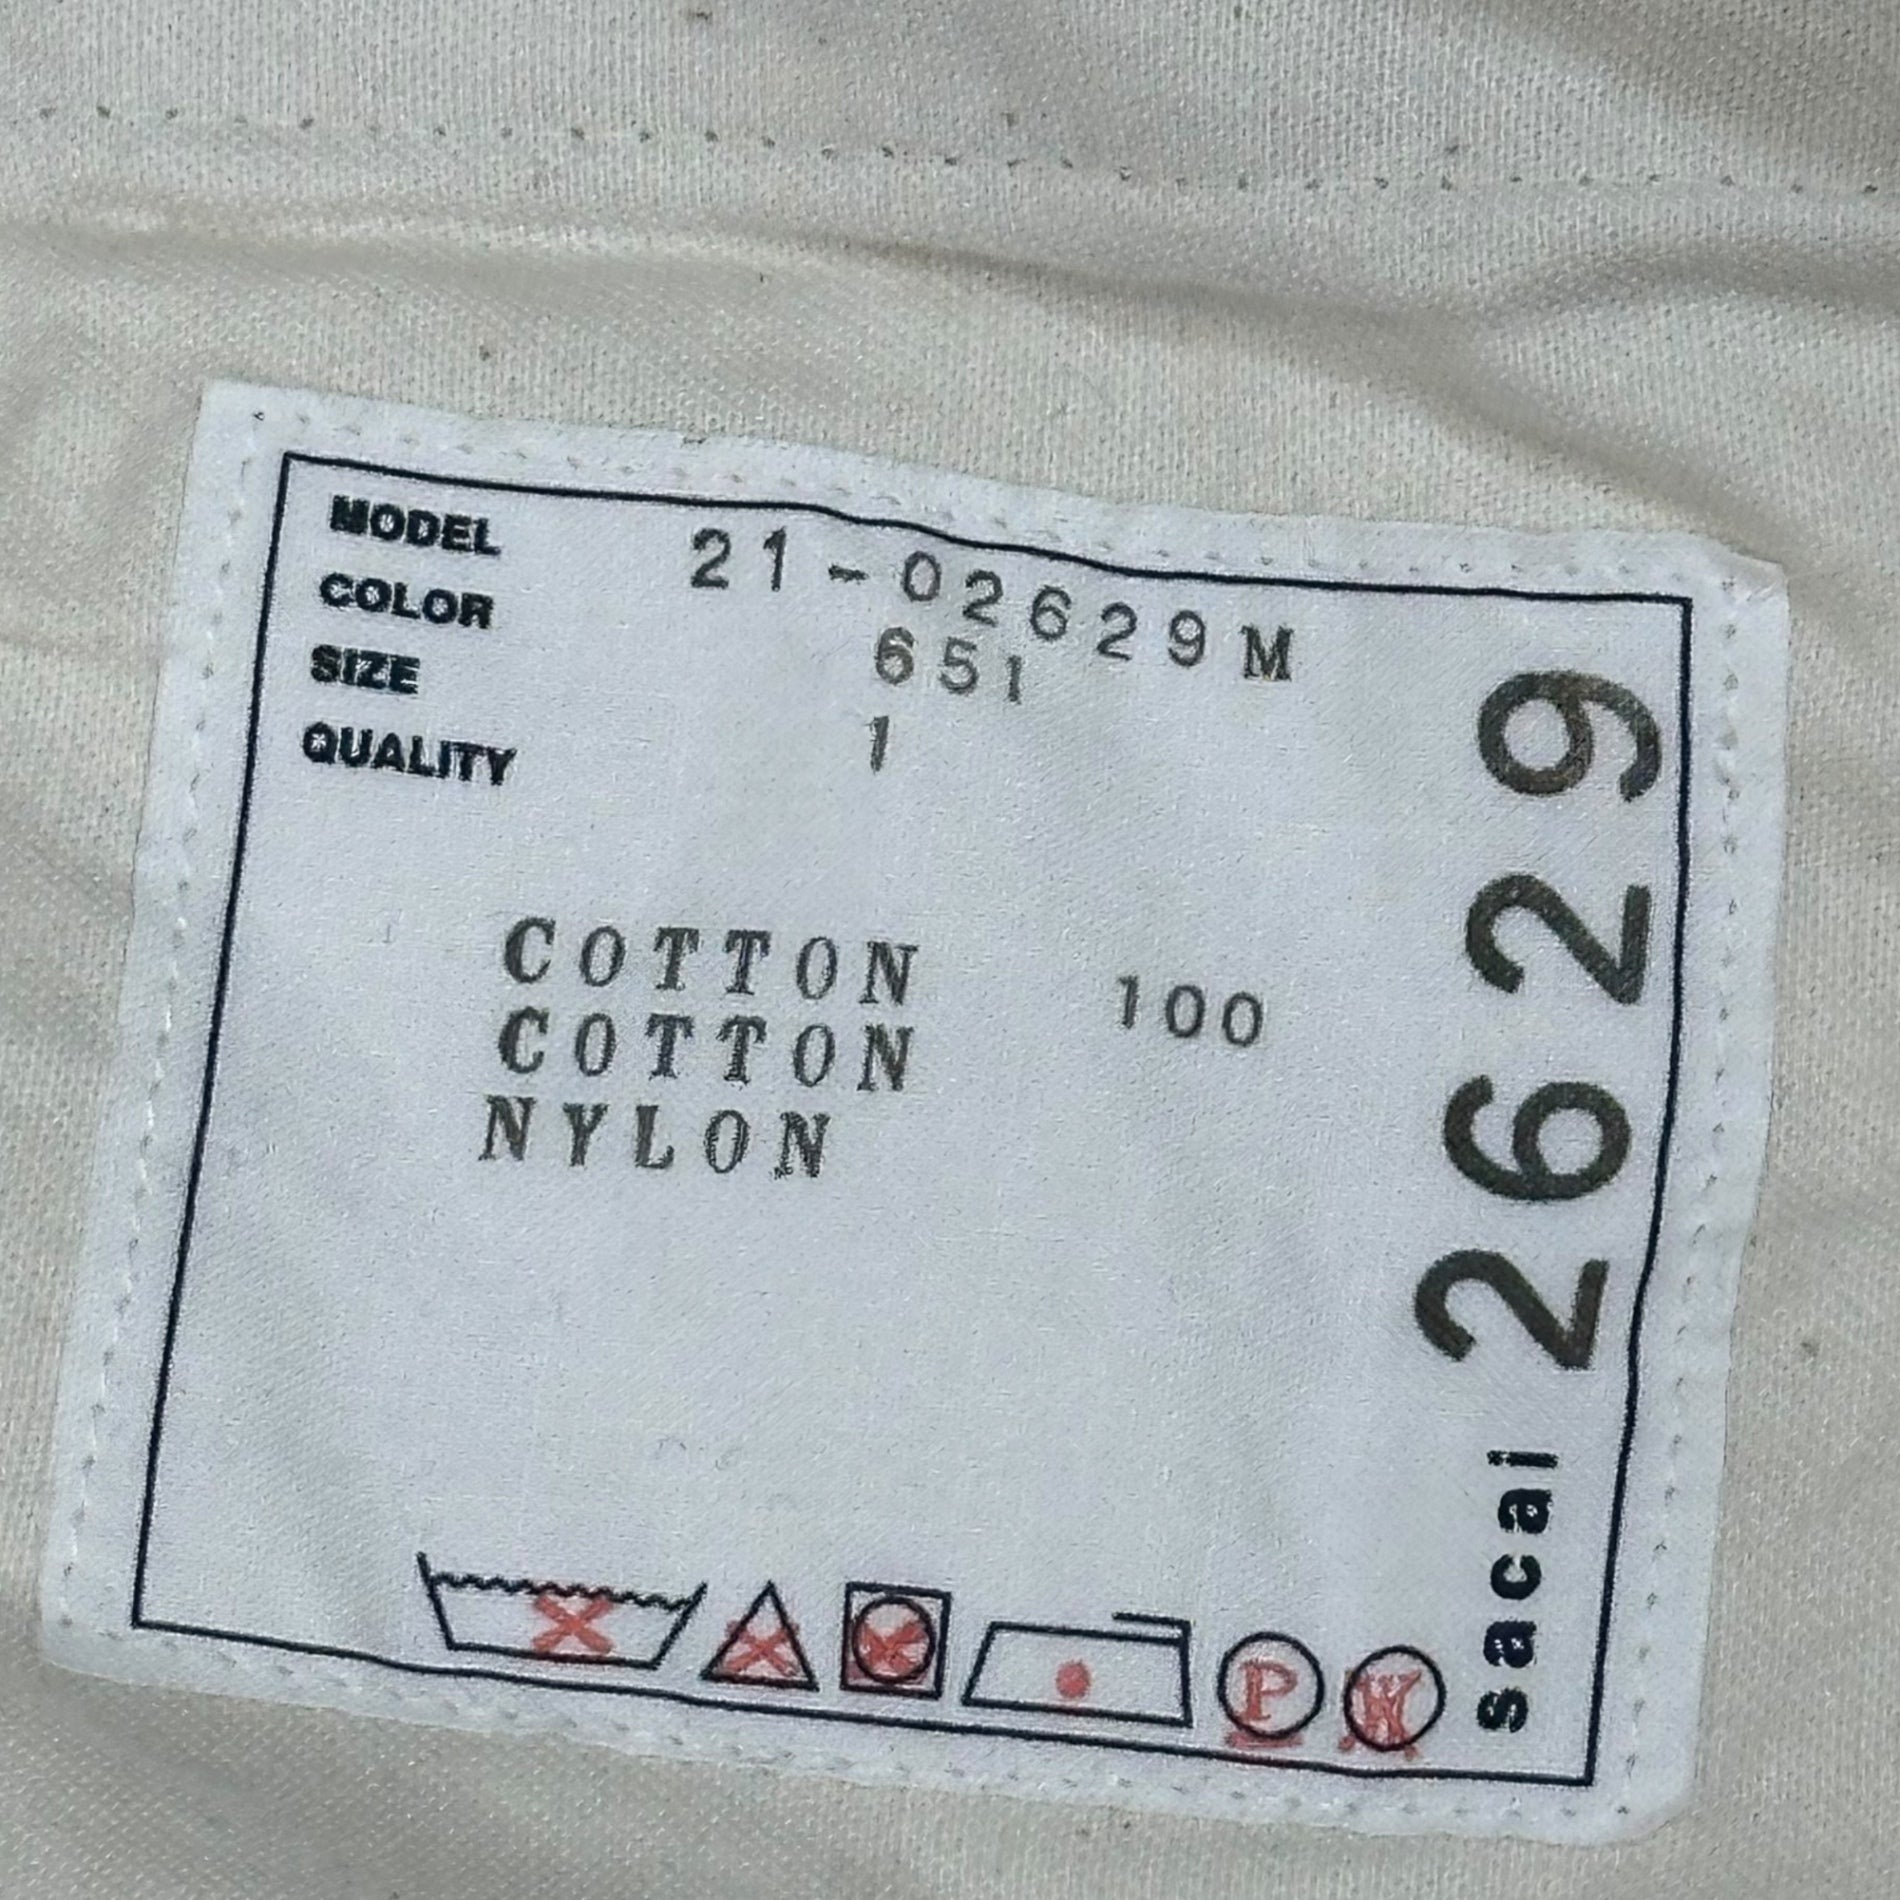 MODEL 21-02629M
COLOR 651
SIZE 1
QUALITY
COTTON 100
COTTON
NYLON
P W
sacai 2629